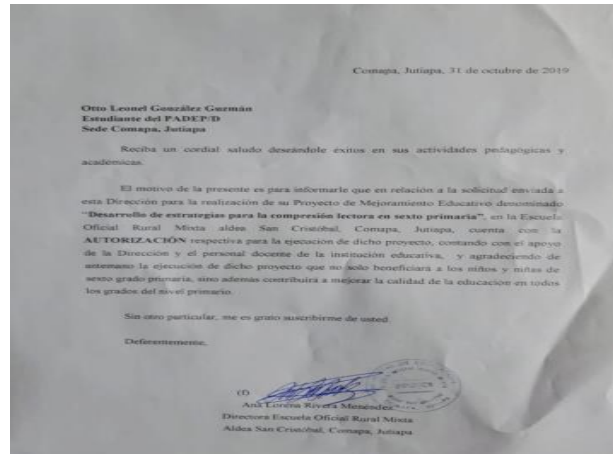 Comapa, Jutiapa, 31 de octubre de 2019
Otto Leonel González Guzmán
Estudiante del PADEP/D
Sede Comapa, Jutiapa
Reciba un cordial saludo deseándole éxitos en sus actividades pedagógicas y
académicas.
El motivo de la presente es para informarle que en relación a la solicitud enviada a
esta Dirección para la realización de su Proyecto de Mejoramiento Educativo denominado
"Desarrollo de estrategias para la compresión lectora en sexto primaria", en la Escuela
Oficial Rural Mixta aldea San Cristóbal, Comapa, Jutiapa, cuenta con la
AUTORIZACIÓN respectiva para la ejecución de dicho proyecto, contando con el apoyo
de la Dirección y el personal docente de la institución educativa, y agradeciendo de
antemano la ejecución de dicho proyecto que no solo beneficiará a los niños y niñas de
sexto grado primaria, sino además contribuirá a mejorar la calidad de la educación en todos
los grados del nivel primario.
Sin otro particular, me es grato suscribirme de usted.
Deferentemente,
(f)
Ana Lorena Rivera Menéndez
Directora Escuela Oficial Rural Mixta
Aldea San Cristóbal, Comapa, Jutiapa